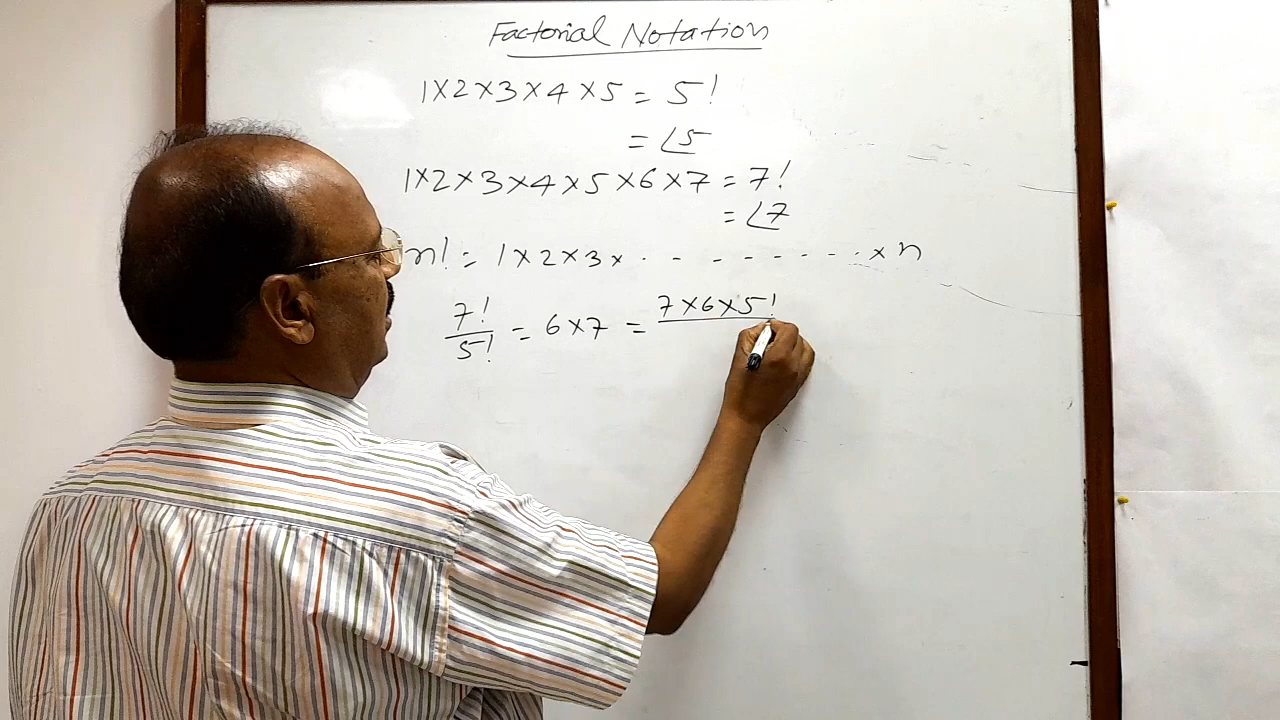 Factorial Notation
1×2×3×4×5 = 5!
= ∠5
1×2×3×4×5×6×7 = 7!
= ∠7
n! = 1×2×3×.--------.×n
7!/5! = 6×7 = 7×6×5!